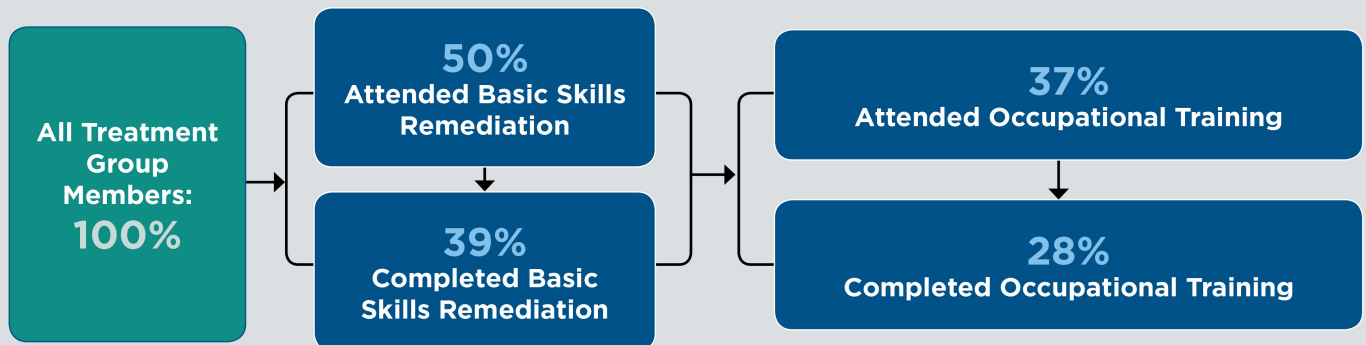 All Treatment
Group
Members:
100%
50%
Attended Basic Skills
Remediation
39%
Completed Basic
Skills Remediation
37%
Attended Occupational Training
28%
Completed Occupational Training